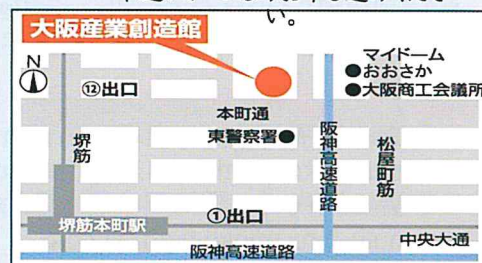 い。
大阪産業創造館
N
マイドーム
●おおさか
●大阪商工会議所
⑫出口
本町通
東警察署●
堺筋
阪神高速道路
松屋町筋
①出口
堺筋本町駅
中央大通
阪神高速道路